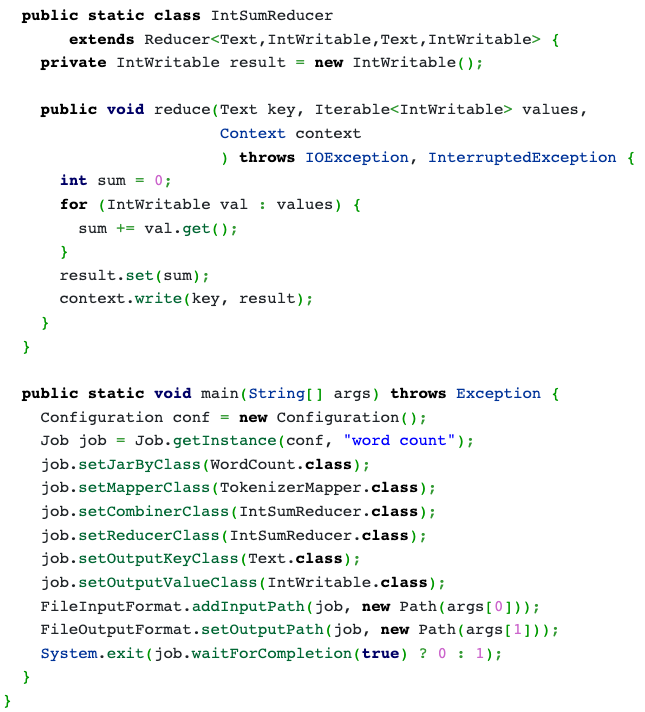 public static class IntSumReducer
extends Reducer<Text,IntWritable,Text,IntWritable> {
private IntWritable result = new IntWritable();
public void reduce(Text key, Iterable<IntWritable> values,
Context context
) throws IOException, InterruptedException {
int sum = 0;
for (IntWritable val : values) {
sum += val.get();
}
result.set(sum);
context.write(key, result);
}
}
public static void main(String[] args) throws Exception {
Configuration conf = new Configuration();
Job job = Job.getInstance(conf, "word count");
job.setJarByClass(WordCount.class);
job.setMapperClass(TokenizerMapper.class);
job.setCombinerClass(IntSumReducer.class);
job.setReducerClass(IntSumReducer.class);
job.setOutputKeyClass(Text.class);
job.setOutputValueClass(IntWritable.class);
FileInputFormat.addInputPath(job, new Path(args[0]));
FileOutputFormat.setOutputPath(job, new Path(args[1]));
System.exit(job.waitForCompletion(true) ? 0 : 1);
}
}